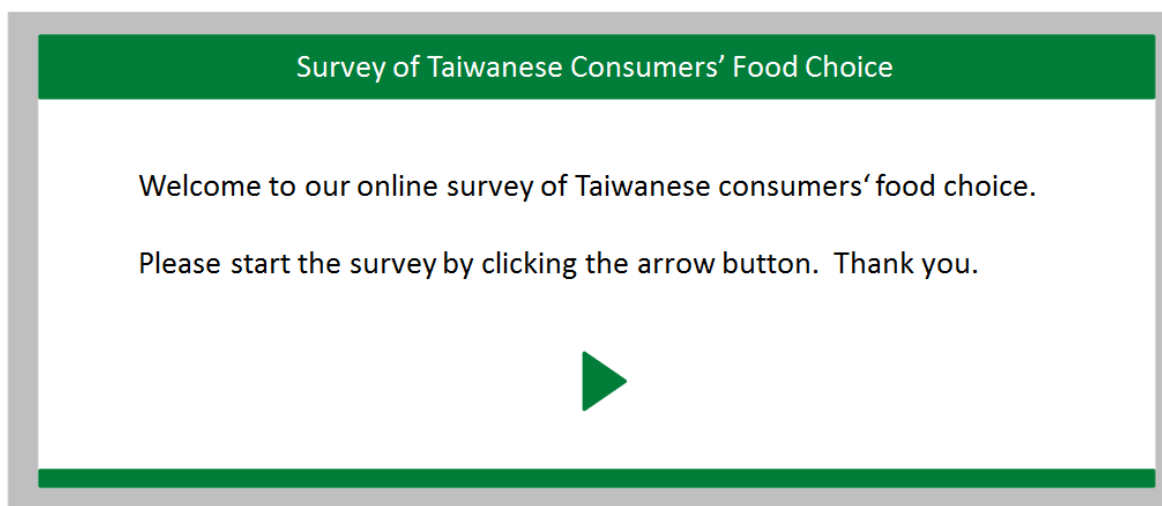 Survey of Taiwanese Consumers’ Food Choice
Welcome to our online survey of Taiwanese consumers‘ food choice.
Please start the survey by clicking the arrow button.  Thank you.